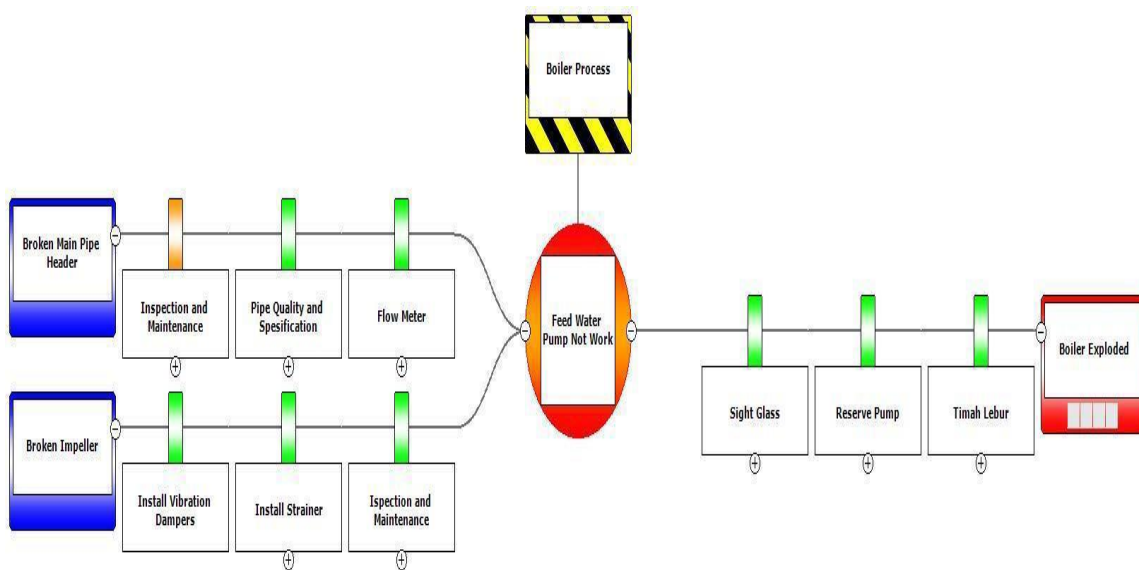 Boiler Process
Broken Main Pipe
Header
Inspection and
Maintenance
Pipe Quality and
Spesification
Flow Meter
Feed Water
Pump Not Work
Broken Impeller
Install Vibration
Dampers
Install Strainer
Ispection and
Maintenance
Sight Glass
Reserve Pump
Timah Lebur
Boiler Exploded